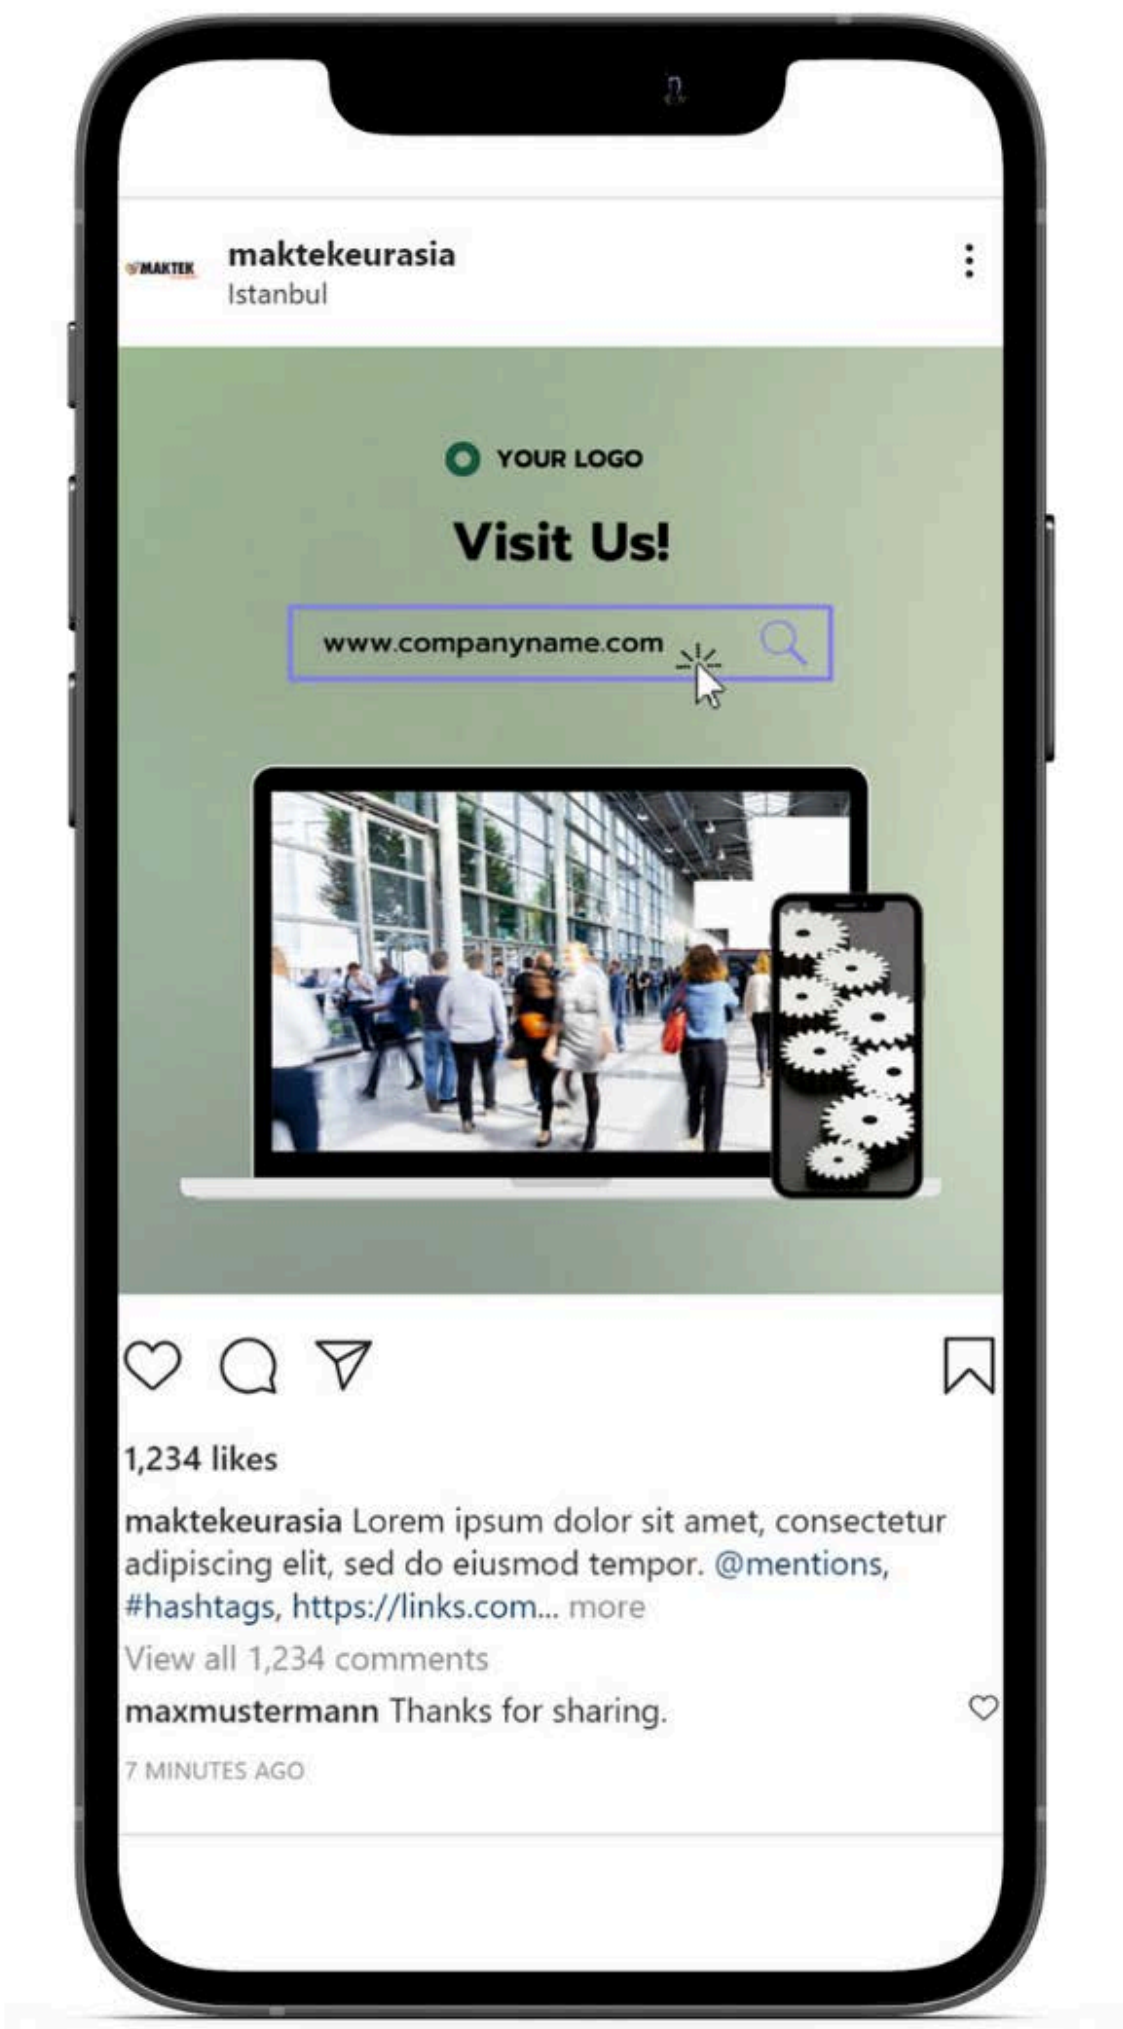 MAKTEK
maktekeurasia
Istanbul
YOUR LOGO
Visit Us!
www.companyname.com
1,234 likes
maktekeurasia Lorem ipsum dolor sit amet, consectetur
adipiscing elit, sed do eiusmod tempor. @mentions,
#hashtags, https://links.com... more
View all 1,234 comments
maxmustermann Thanks for sharing.
7 MINUTES AGO